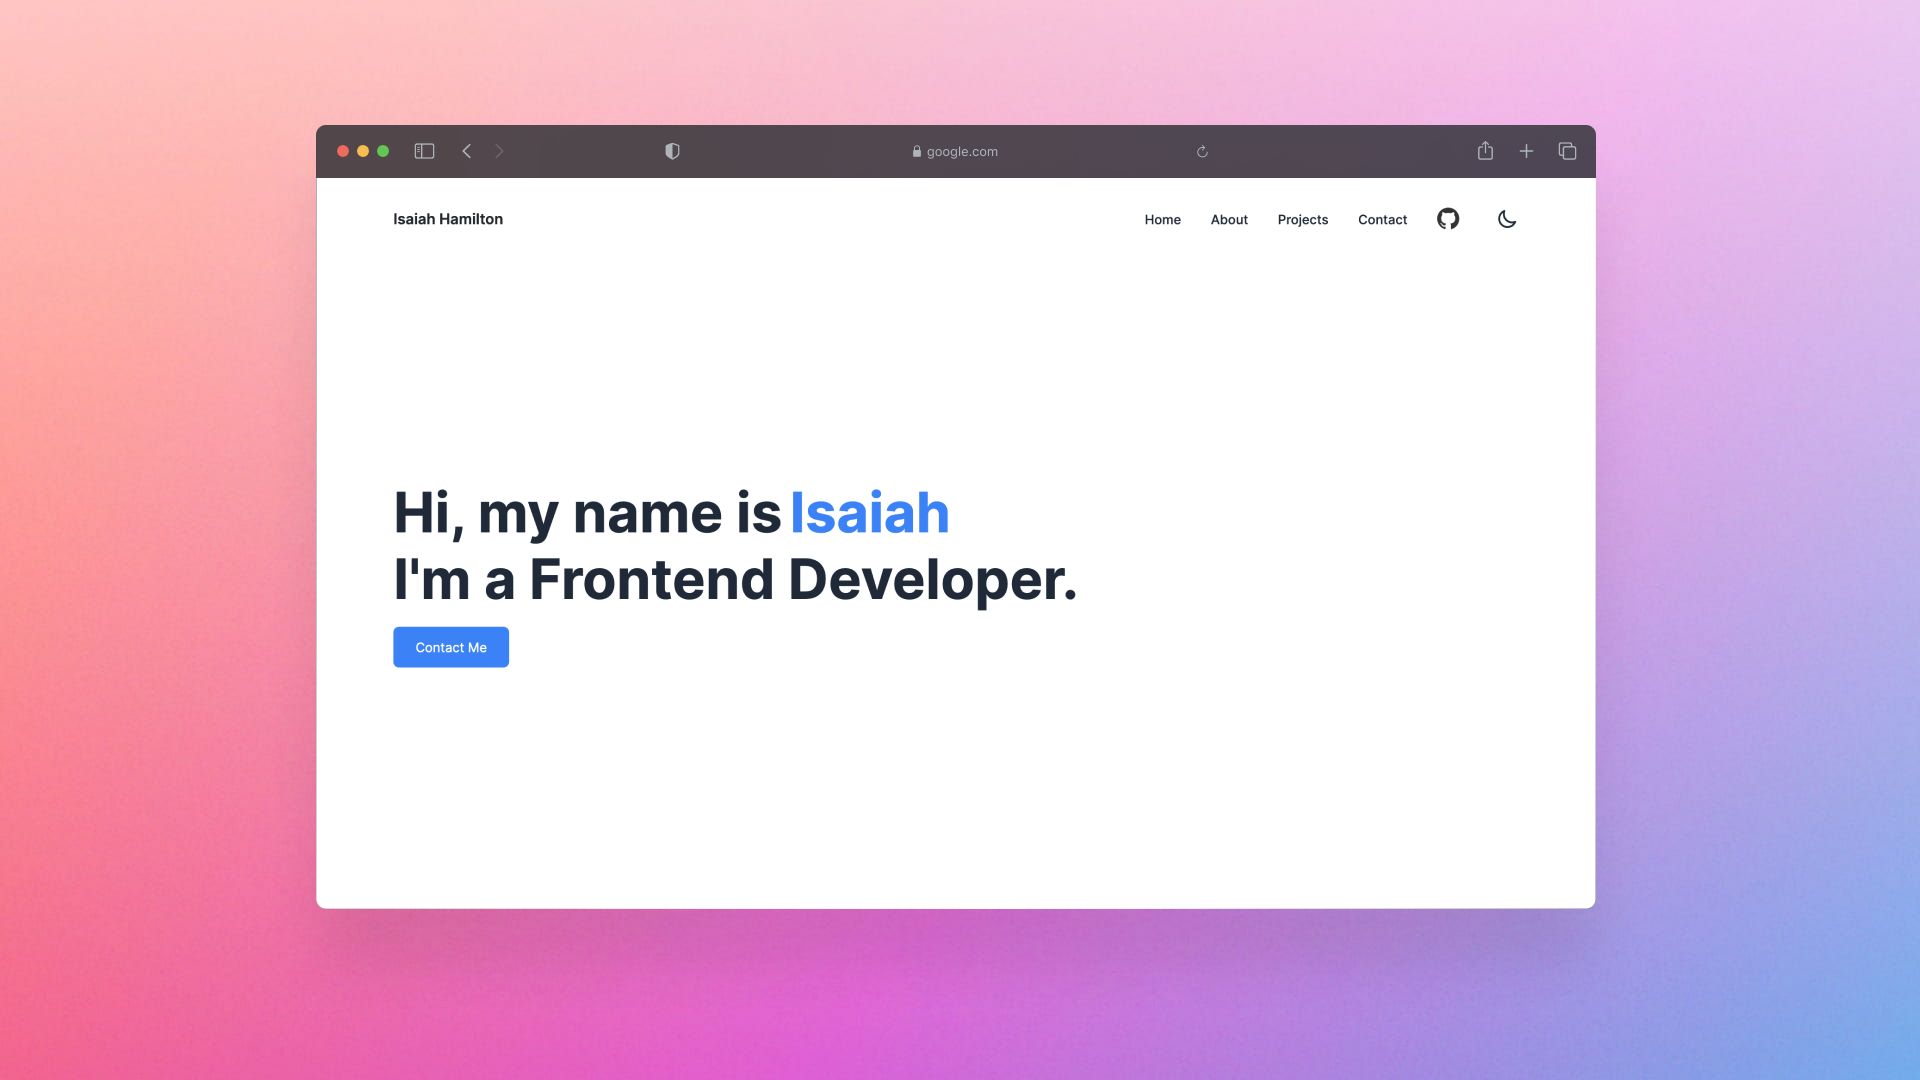 google.com
Isaiah Hamilton
Home
About
Projects
Contact
Hi, my name is Isaiah
I'm a Frontend Developer.
Contact Me